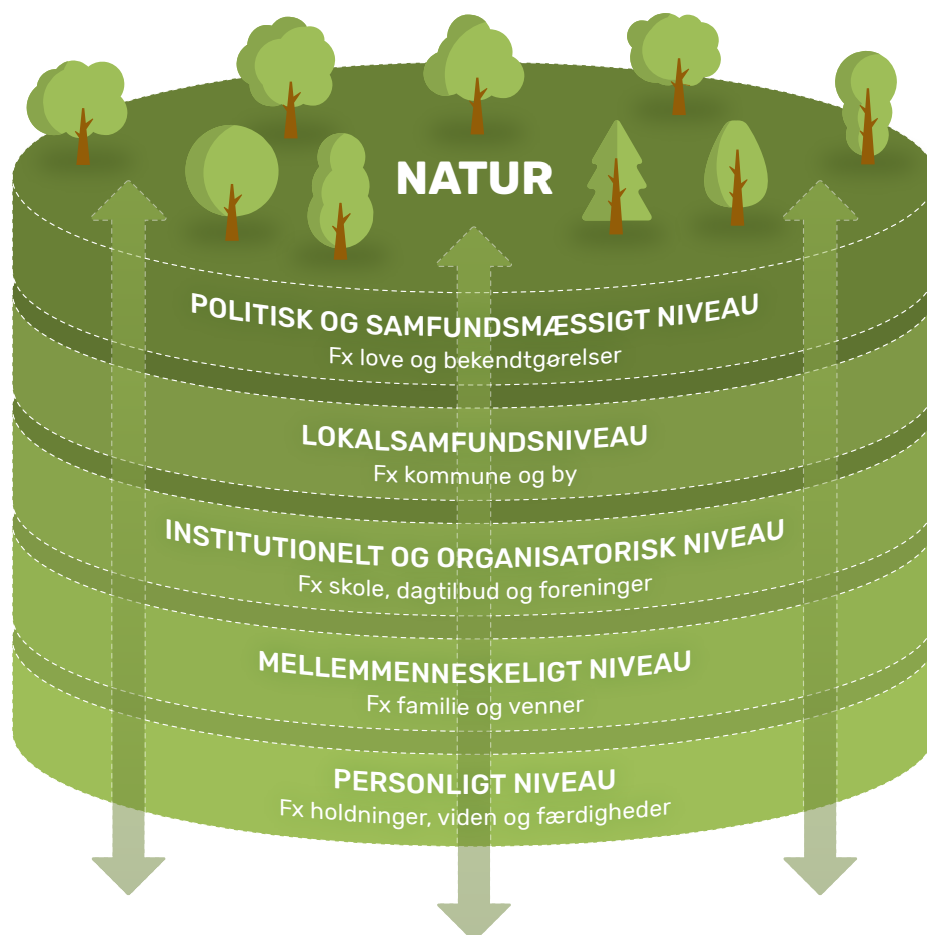 NATUR
POLITISK OG SAMFUNDSMÆSSIGT NIVEAU
Fx love og bekendtgørelser
LOKALSAMFUNDSNIVEAU
Fx kommune og by
INSTITUTIONELT OG ORGANISATORISK NIVEAU
Fx skole, dagtilbud og foreninger
MELLEMMENNESKELIGT NIVEAU
Fx familie og venner
PERSONLIGT NIVEAU
Fx holdninger, viden og færdigheder